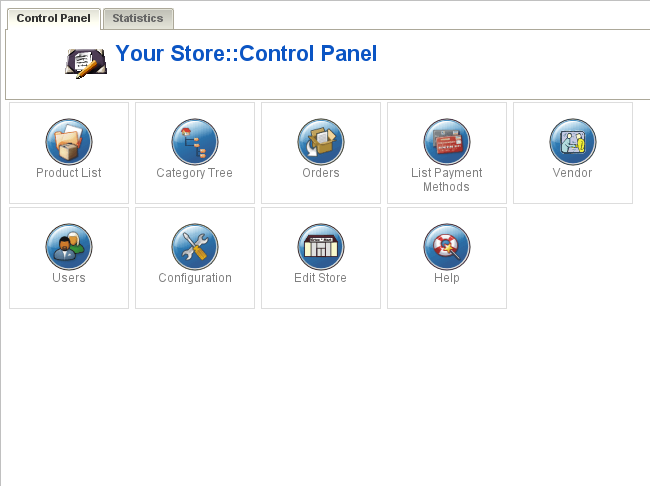 Control Panel
Statistics
Your Store::Control Panel
Product List
Category Tree
Orders
List Payment
Methods
Vendor
Users
Configuration
Edit Store
Help